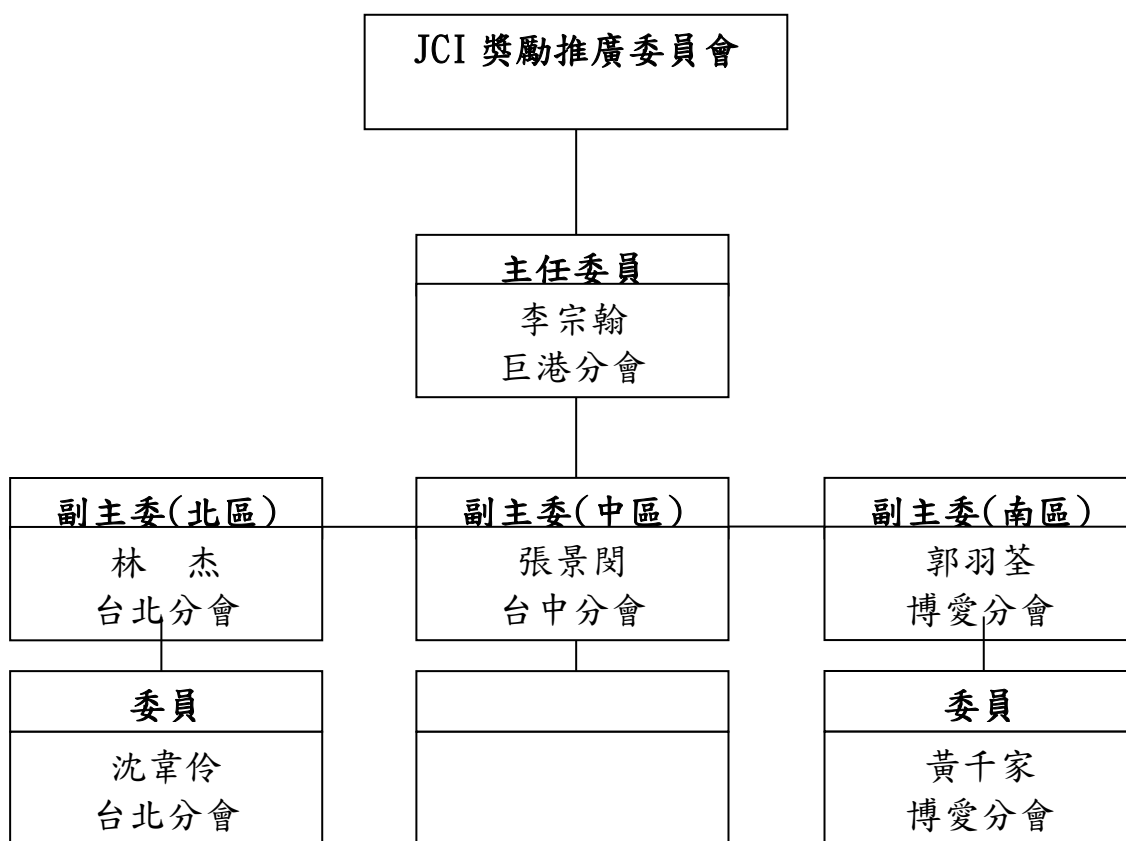 JCI 獎勵推廣委員會
主任委員
李宗翰
巨港分會
副主委(北區)
林　杰
台北分會
副主委(中區)
張景閔
台中分會
副主委(南區)
郭羽荃
博愛分會
委員
沈韋伶
台北分會
委員
黃千家
博愛分會